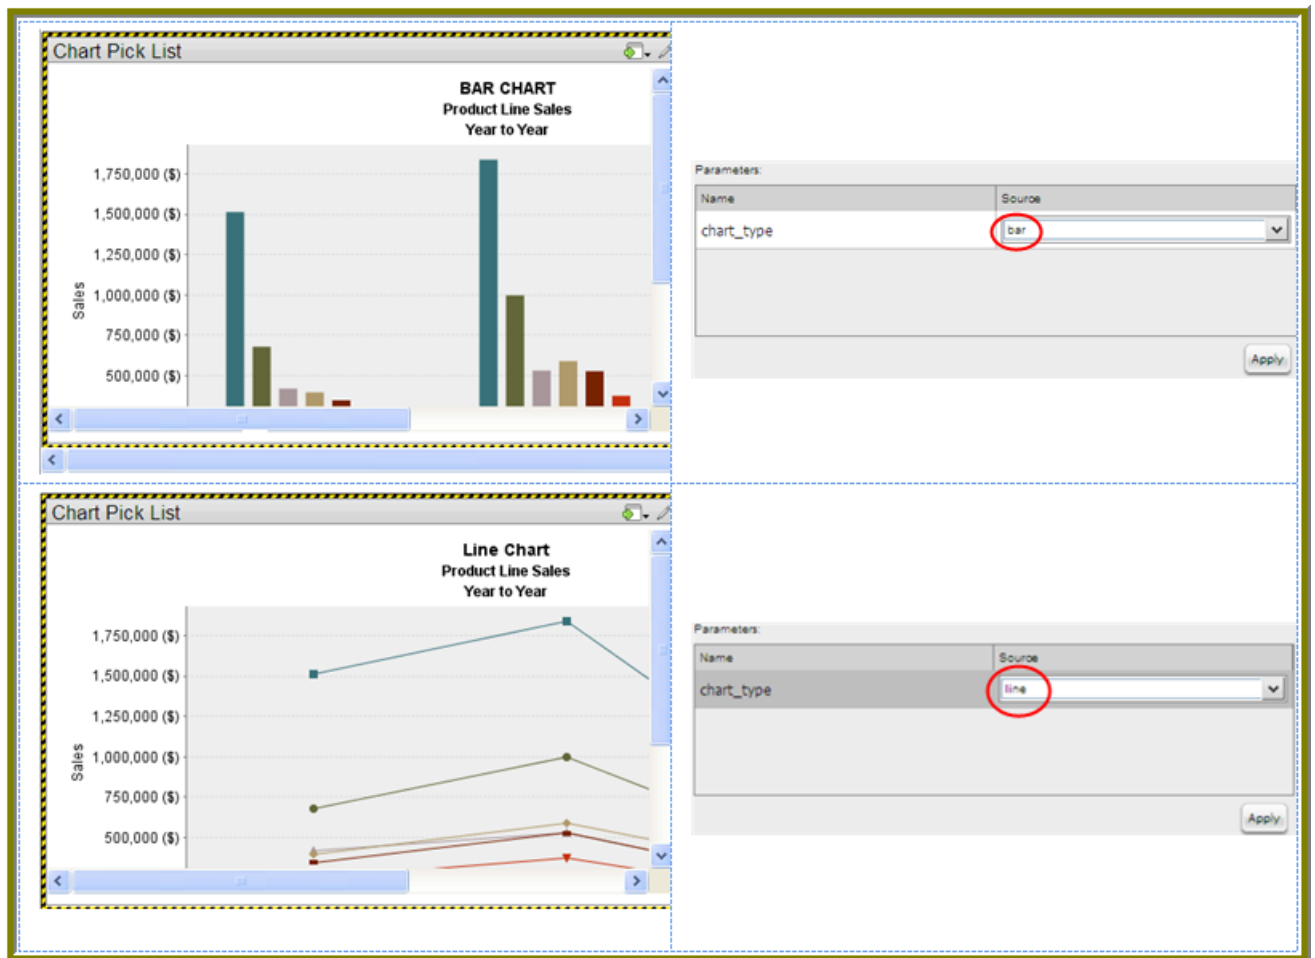 Chart Pick List
BAR CHART
Product Line Sales
Year to Year
1,750,000 ($)
1,500,000 ($)
1,250,000 ($)
1,000,000 ($)
750,000 ($)
500,000 ($)
Sales
Parameters:
Name Source
chart_type bar
Apply
Chart Pick List
Line Chart
Product Line Sales
Year to Year
1,750,000 ($)
1,500,000 ($)
1,250,000 ($)
1,000,000 ($)
750,000 ($)
500,000 ($)
Sales
Parameters:
Name Source
chart_type line
Apply